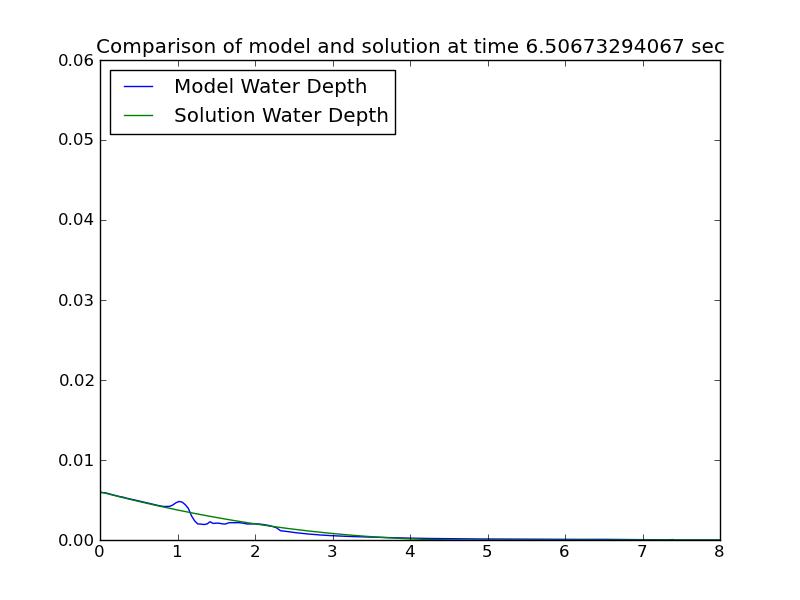 Comparison of model and solution at time 6.50673294067 sec
Model Water Depth
Solution Water Depth
0.06
0.05
0.04
0.03
0.02
0.01
0.00
0 1 2 3 4 5 6 7 8